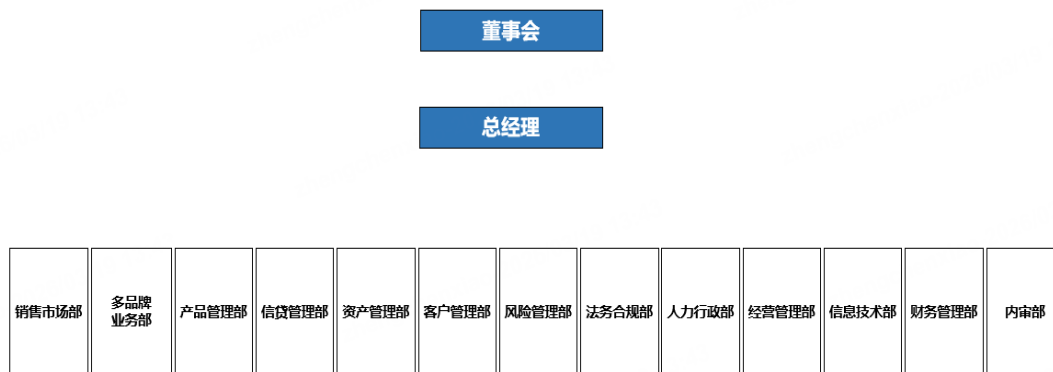 董事会
总经理
销售市场部
多品牌
业务部
产品管理部
信贷管理部
资产管理部
客户管理部
风险管理部
法务合规部
人力行政部
经营管理部
信息技术部
财务管理部
内审部